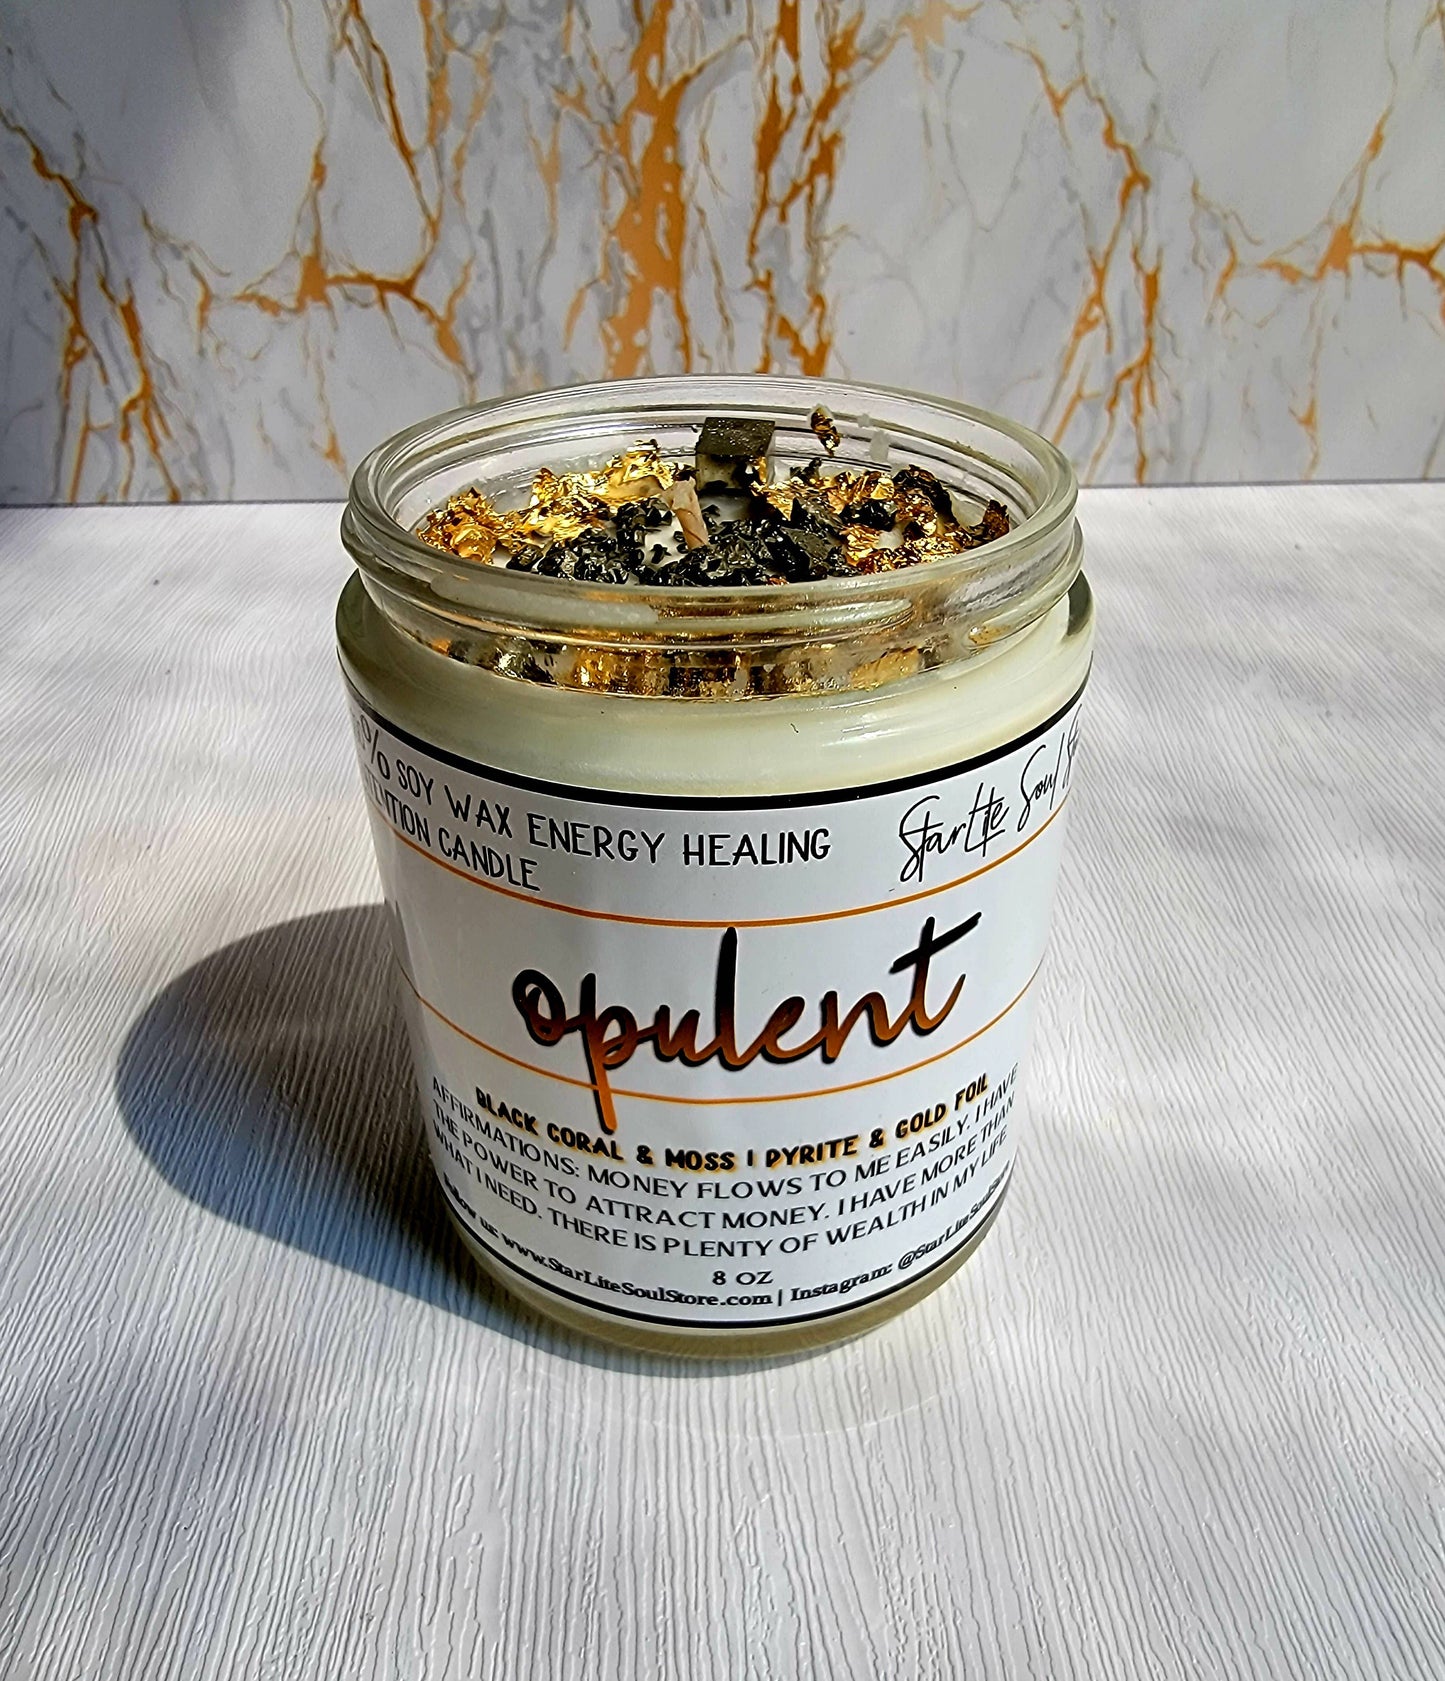 % SOY WAX ENERGY HEALING
CANDLE
StarLite Soul
opulent
BLACK CORAL & MOSS | PYRITE & GOLD FOIL
AFFIRMATIONS: MONEY FLOWS TO ME EASILY. I HAVE
THE POWER TO ATTRACT MONEY. I HAVE MORE THAN
WHAT I NEED. THERE IS PLENTY OF WEALTH IN MY LIFE.
8 OZ
us: www.StarLiteSoulStore.com | Instagram: @StarLiteSoulStore